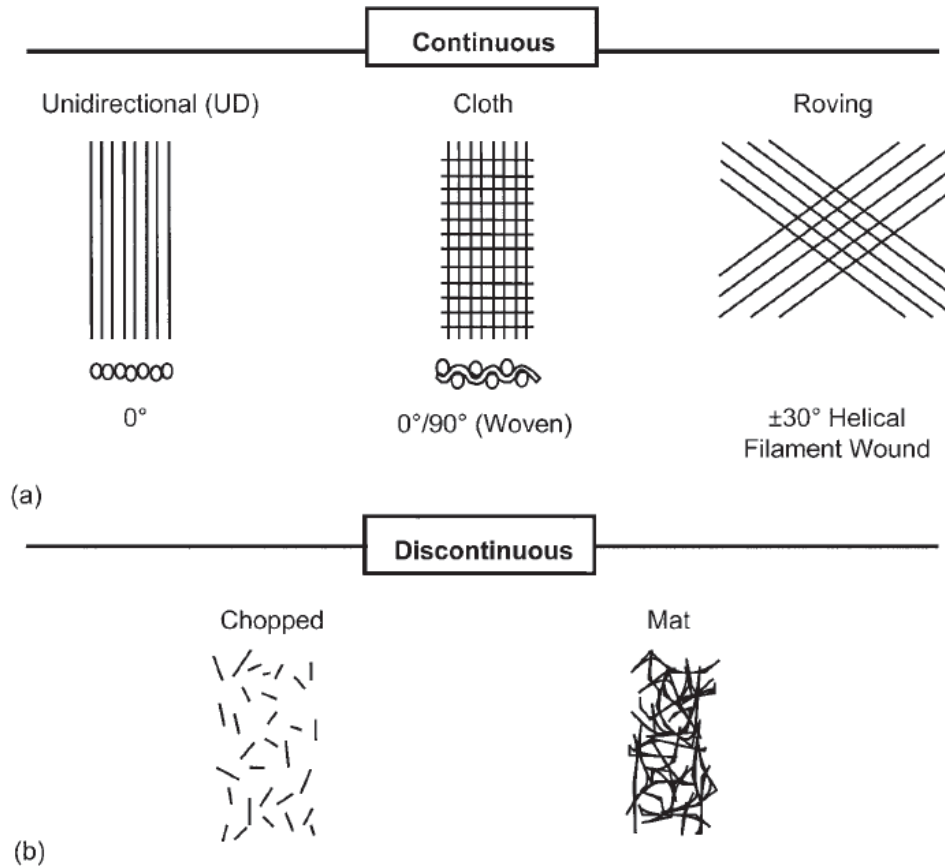 Continuous
Unidirectional (UD)
Cloth
Roving
0°
0°/90° (Woven)
±30° Helical
Filament Wound
(a)
Discontinuous
Chopped
Mat
(b)